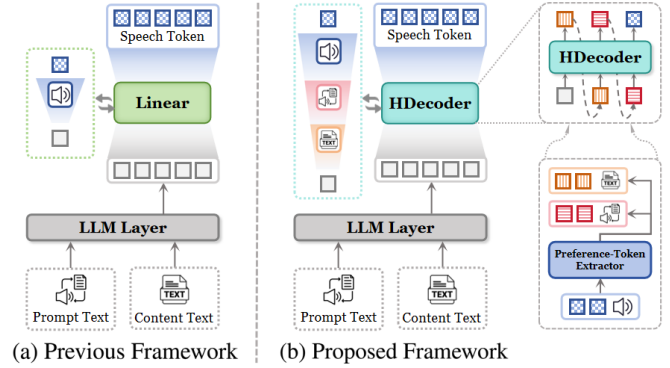 Speech Token
Linear
LLM Layer
TEXT
Prompt Text
Content Text
(a) Previous Framework
Speech Token
HDecoder
TEXT
LLM Layer
TEXT
Prompt Text
Content Text
(b) Proposed Framework
HDecoder
TEXT
Preference-Token
Extractor